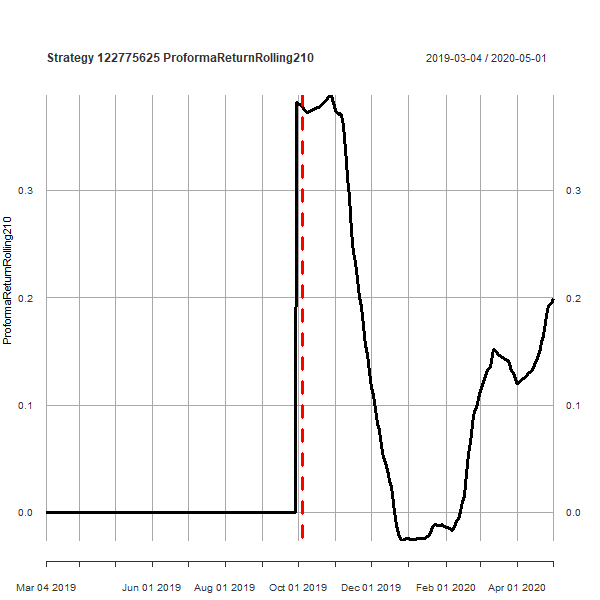 Strategy 122775625 ProformaReturnRolling210
2019-03-04 / 2020-05-01
ProformaReturnRolling210
0.3
0.3
0.2
0.2
0.1
0.1
0.0
0.0
Mar 04 2019
Jun 01 2019
Aug 01 2019
Oct 01 2019
Dec 01 2019
Feb 01 2020
Apr 01 2020